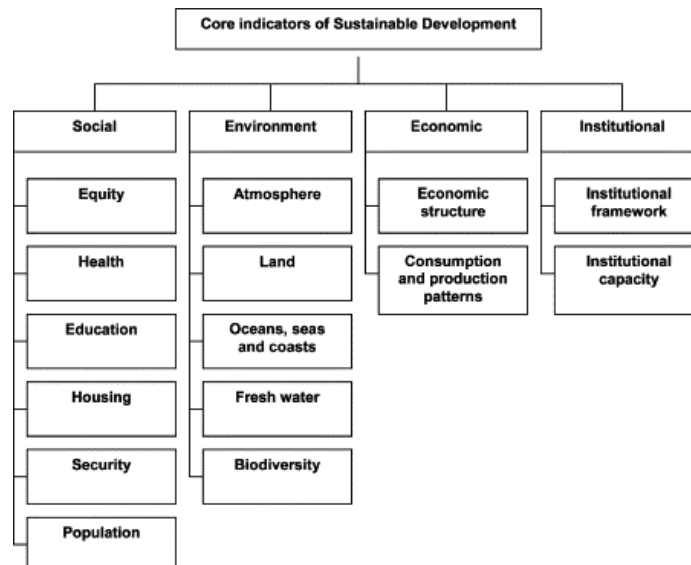 Core indicators of Sustainable Development
Social
Environment
Economic
Institutional
Equity
Health
Education
Housing
Security
Population
Atmosphere
Land
Oceans, seas
and coasts
Fresh water
Biodiversity
Economic
structure
Consumption
and production
patterns
Institutional
framework
Institutional
capacity